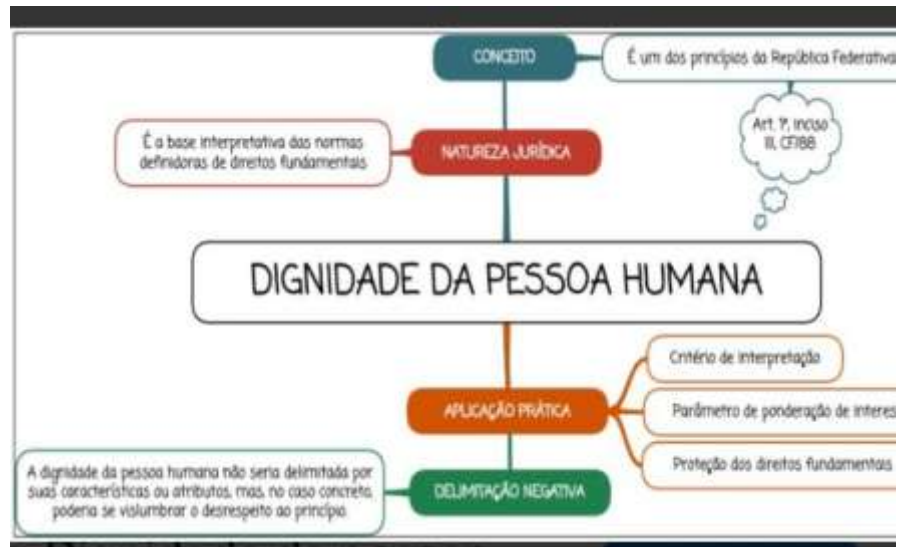 CONCEITO
É um dos princípios da República Federativa
Art. 1º, inciso
III, CF/88
NATUREZA JURÍDICA
É a base interpretativa das normas
definidoras de direitos fundamentais
DIGNIDADE DA PESSOA HUMANA
APLICAÇÃO PRÁTICA
Critério de interpretação
Parâmetro de ponderação de interes
Proteção dos direitos fundamentais
DELIMITAÇÃO NEGATIVA
A dignidade da pessoa humana não seria delimitada por
suas características ou atributos, mas, no caso concreto,
poderia se vislumbrar o desrespeito ao princípio